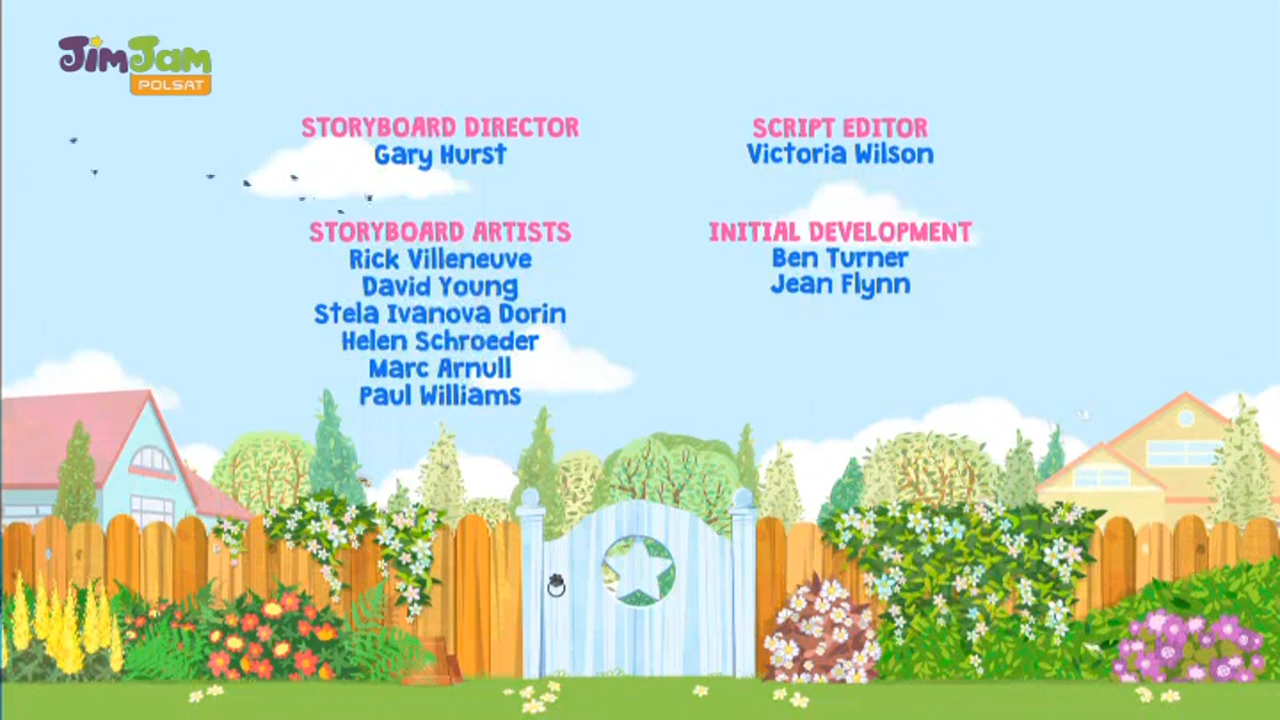 JimJam
POLSAT
STORYBOARD DIRECTOR
Gary Hurst
STORYBOARD ARTISTS
Rick Villeneuve
David Young
Stela Ivanova Dorin
Helen Schroeder
Marc Arnull
Paul Williams
SCRIPT EDITOR
Victoria Wilson
INITIAL DEVELOPMENT
Ben Turner
Jean Flynn